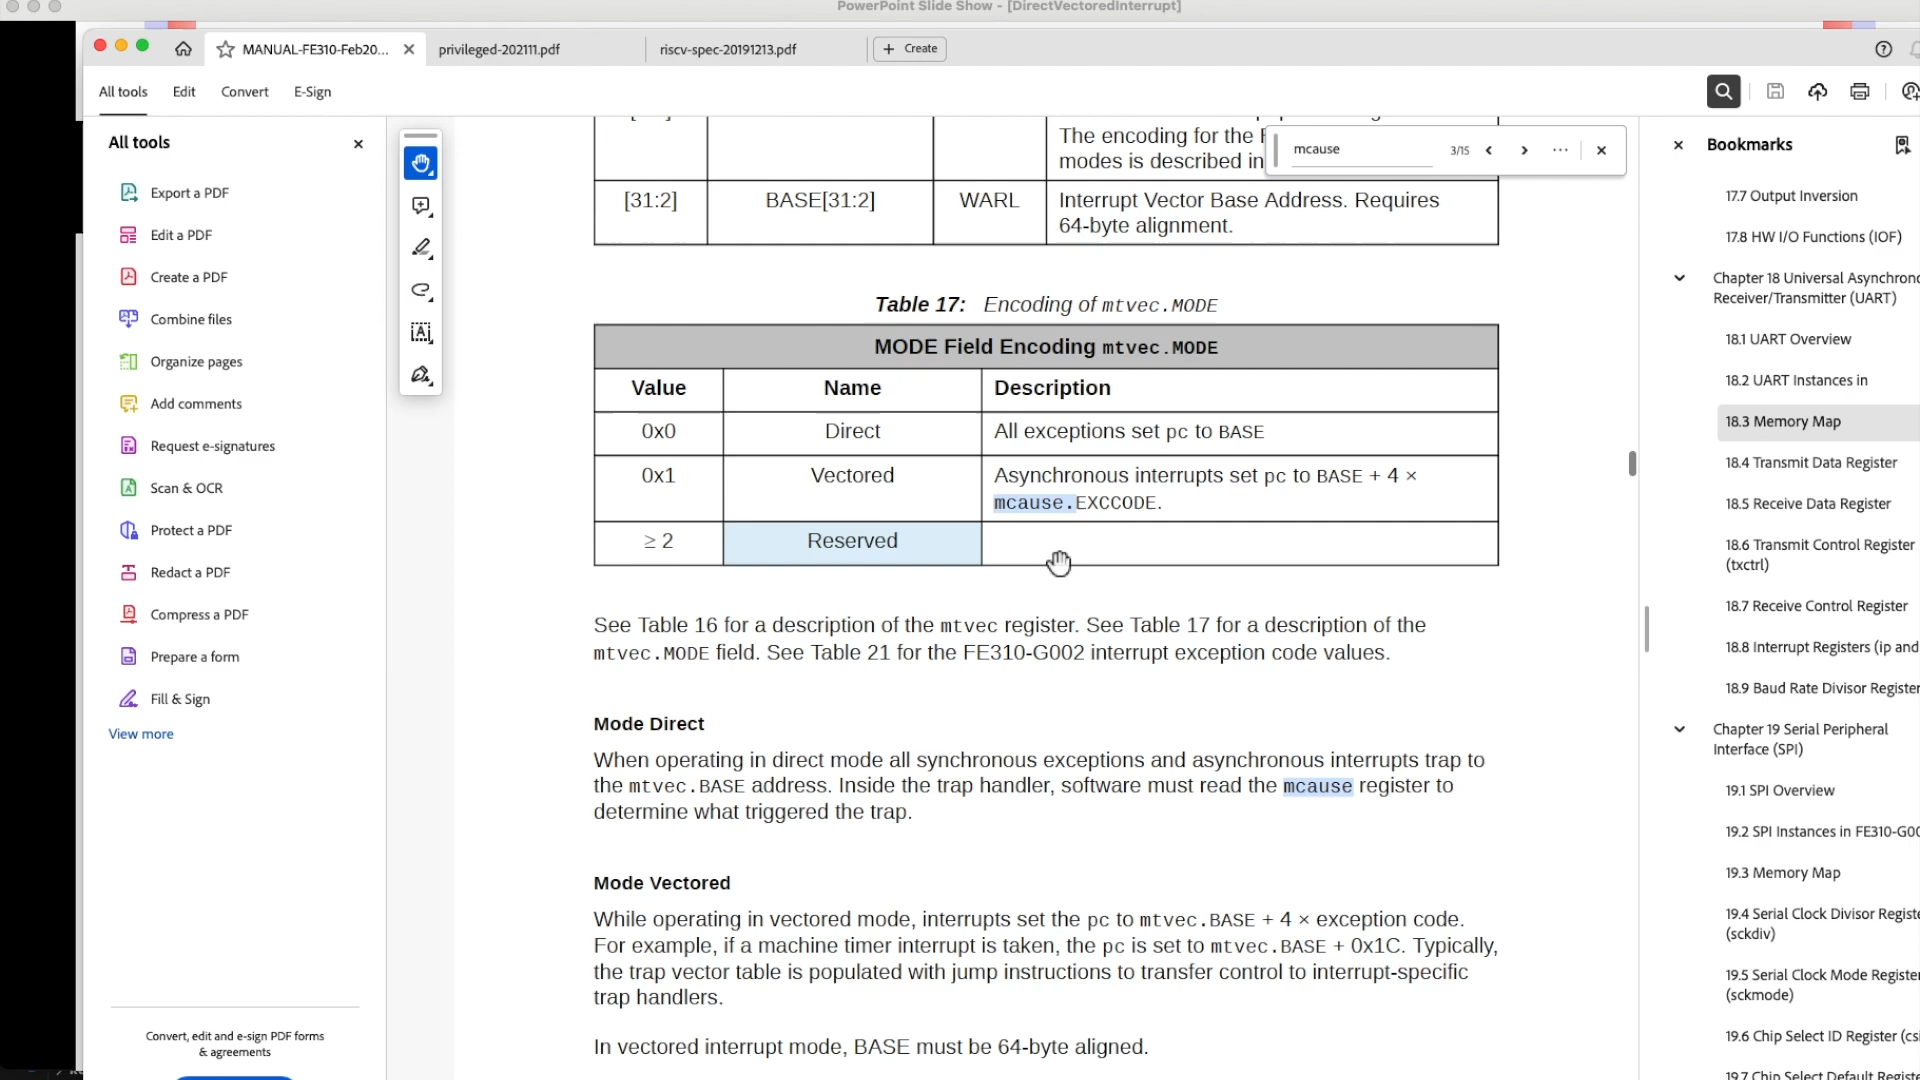 PowerPoint Slide Show - [DirectVectoredInterrupt]
MANUAL-FE310-Feb20...
privileged-202111.pdf
riscv-spec-20191213.pdf
Create
All tools
Edit
Convert
E-Sign
All tools
Export a PDF
Edit a PDF
Create a PDF
Combine files
Organize pages
Add comments
Request e-signatures
Scan & OCR
Protect a PDF
Redact a PDF
Compress a PDF
Prepare a form
Fill & Sign
View more
Convert, edit and e-sign PDF forms
& agreements
mcause
3/15
The encoding for the
modes is described in
[31:2] BASE[31:2] WARL Interrupt Vector Base Address. Requires
64-byte alignment.
Table 17: Encoding of mtvec.MODE
MODE Field Encoding mtvec.MODE
Value Name Description
0x0 Direct All exceptions set pc to BASE
0x1 Vectored Asynchronous interrupts set pc to BASE + 4 ×
mcause.EXCCODE.
≥ 2 Reserved
See Table 16 for a description of the mtvec register. See Table 17 for a description of the
mtvec.MODE field. See Table 21 for the FE310-G002 interrupt exception code values.
Mode Direct
When operating in direct mode all synchronous exceptions and asynchronous interrupts trap to
the mtvec.BASE address. Inside the trap handler, software must read the mcause register to
determine what triggered the trap.
Mode Vectored
While operating in vectored mode, interrupts set the pc to mtvec.BASE + 4 × exception code.
For example, if a machine timer interrupt is taken, the pc is set to mtvec.BASE + 0x1C. Typically,
the trap vector table is populated with jump instructions to transfer control to interrupt-specific
trap handlers.
In vectored interrupt mode, BASE must be 64-byte aligned.
Bookmarks
17.7 Output Inversion
17.8 HW I/O Functions (IOF)
Chapter 18 Universal Asynchrono
Receiver/Transmitter (UART)
18.1 UART Overview
18.2 UART Instances in
18.3 Memory Map
18.4 Transmit Data Register
18.5 Receive Data Register
18.6 Transmit Control Register
(txctrl)
18.7 Receive Control Register
18.8 Interrupt Registers (ip and
18.9 Baud Rate Divisor Register
Chapter 19 Serial Peripheral
Interface (SPI)
19.1 SPI Overview
19.2 SPI Instances in FE310-G00
19.3 Memory Map
19.4 Serial Clock Divisor Registe
(sckdiv)
19.5 Serial Clock Mode Register
(sckmode)
19.6 Chip Select ID Register (csi
19.7 Chip Select Default Registe